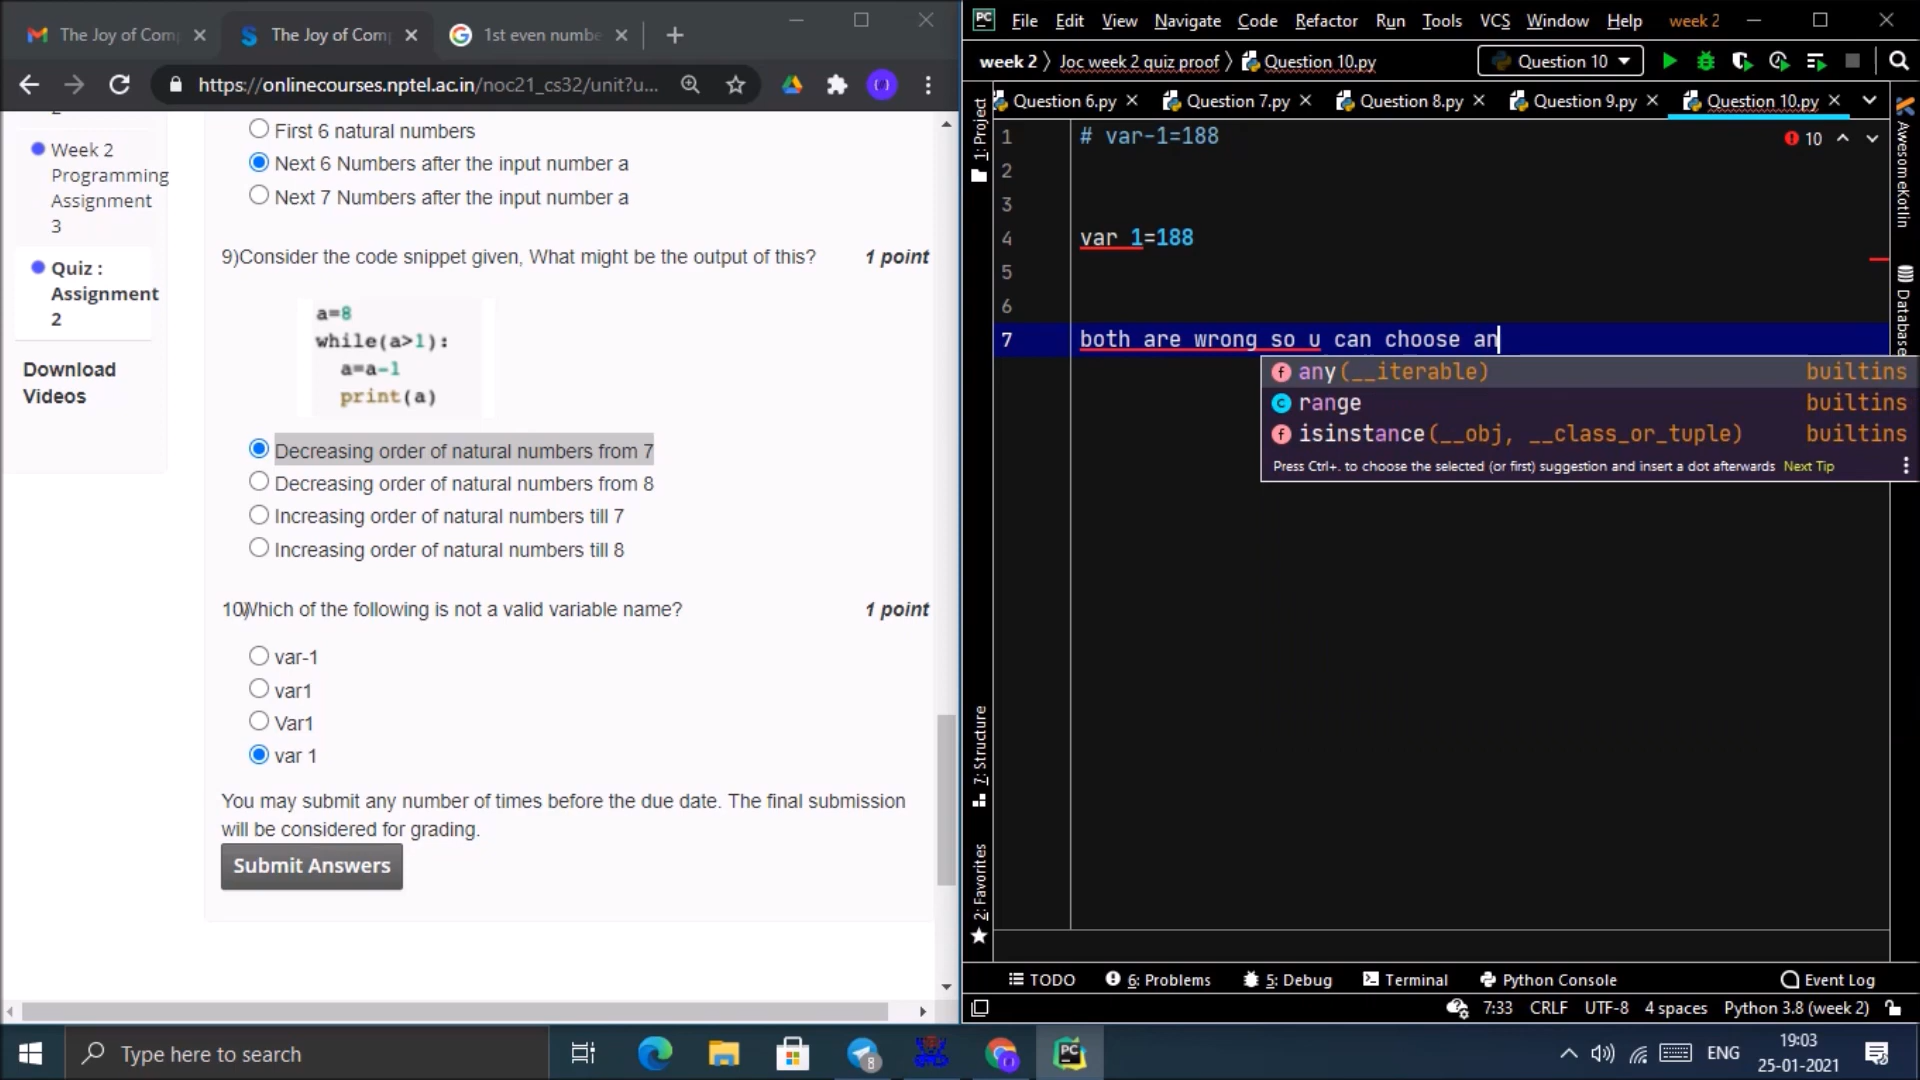 The Joy of Com
The Joy of Com
1st even numbe
https://onlinecourses.nptel.ac.in/noc21_cs32/unit?u...
Week 2
Programming
Assignment
3
Quiz :
Assignment
2
Download
Videos
First 6 natural numbers
Next 6 Numbers after the input number a
Next 7 Numbers after the input number a
9)Consider the code snippet given, What might be the output of this? 1 point
a=8
while(a>1):
a=a-1
print(a)
Decreasing order of natural numbers from 7
Decreasing order of natural numbers from 8
Increasing order of natural numbers till 7
Increasing order of natural numbers till 8
10)Which of the following is not a valid variable name? 1 point
var-1
var1
Var1
var 1
You may submit any number of times before the due date. The final submission
will be considered for grading.
Submit Answers
PC File Edit View Navigate Code Refactor Run Tools VCS Window Help week 2
week 2 Joc week 2 quiz proof Question 10.py Question 10
Question 6.py Question 7.py Question 8.py Question 9.py Question 10.py
1: Project
7: Structure
2: Favorites
AwesomeKotlin
Database
10
1 # var-1=188
2
3
4 var 1=188
5
6
7 both are wrong so u can choose an
any(__iterable) builtins
range builtins
isinstance(__obj, __class_or_tuple) builtins
Press Ctrl+. to choose the selected (or first) suggestion and insert a dot afterwards Next Tip
TODO 6: Problems 5: Debug Terminal Python Console Event Log
7:33 CRLF UTF-8 4 spaces Python 3.8 (week 2)
Type here to search
8
PC
ENG
19:03
25-01-2021